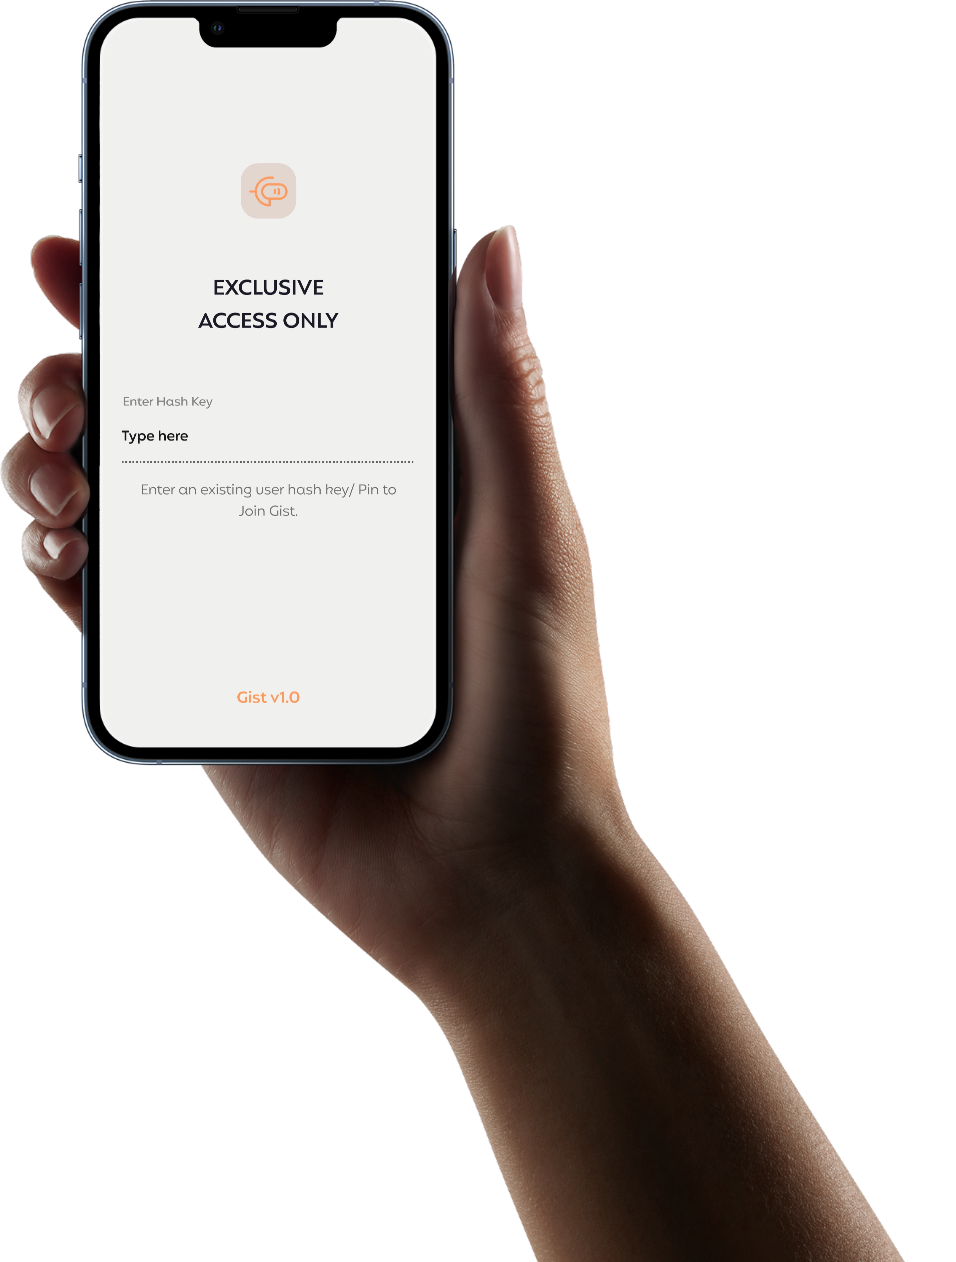 EXCLUSIVE
ACCESS ONLY
Enter Hash Key
Type here
Enter an existing user hash key/ Pin to
Join Gist.
Gist v1.0